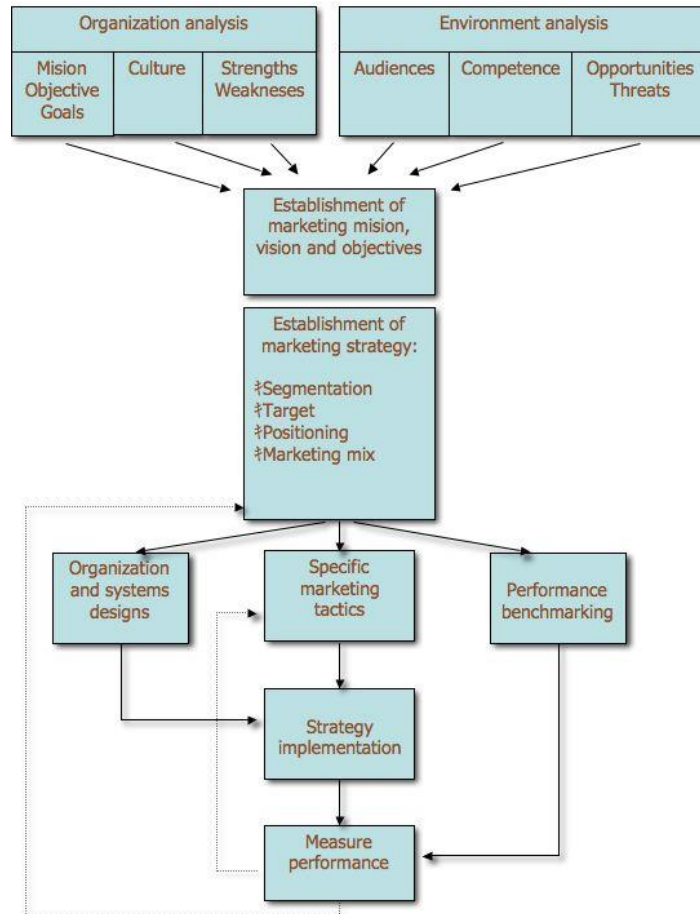 Organization analysis
Mision
Objective
Goals
Culture
Strengths
Weakneses
Environment analysis
Audiences
Competence
Opportunities
Threats
Establishment of
marketing mision,
vision and objectives
Establishment of
marketing strategy:
Segmentation
Target
Positioning
Marketing mix
Organization
and systems
designs
Specific
marketing
tactics
Performance
benchmarking
Strategy
implementation
Measure
performance